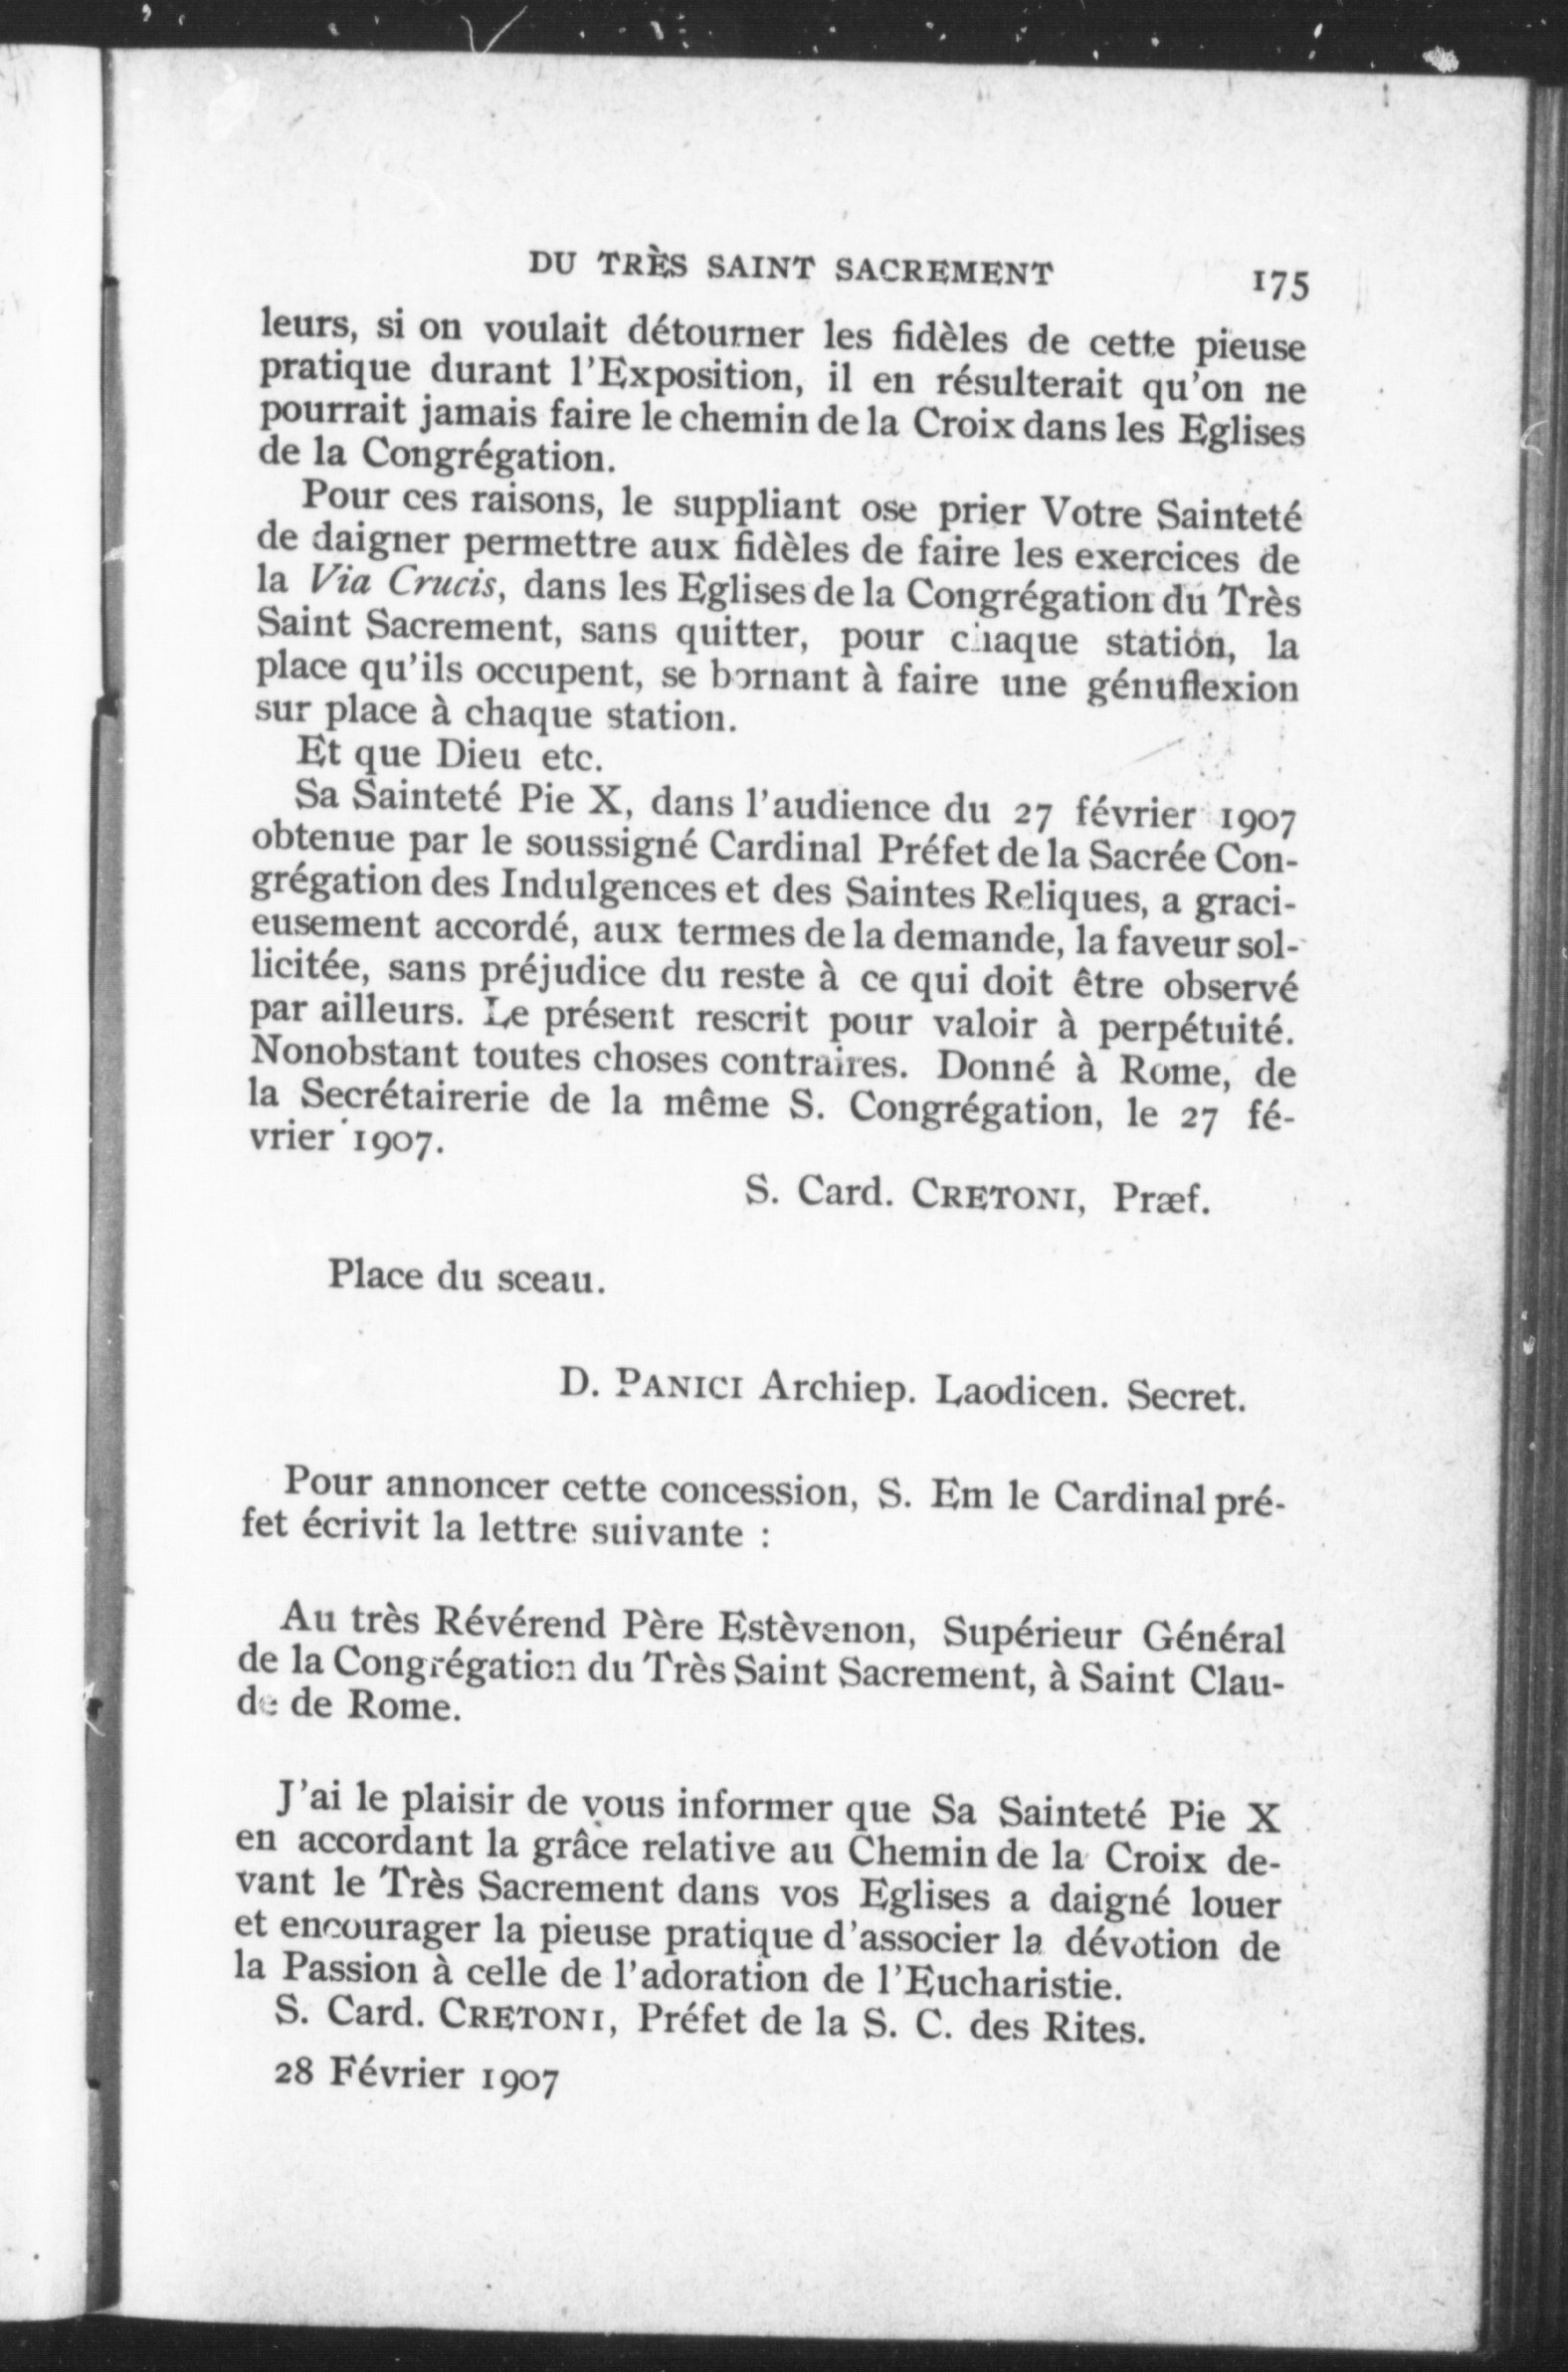 DU TRÈS SAINT SACREMENT 175
leurs, si on voulait détourner les fidèles de cette pieuse
pratique durant l'Exposition, il en résulterait qu'on ne
pourrait jamais faire le chemin de la Croix dans les Eglises
de la Congrégation.
Pour ces raisons, le suppliant ose prier Votre Sainteté
de daigner permettre aux fidèles de faire les exercices de
la Via Crucis, dans les Eglises de la Congrégation du Très
Saint Sacrement, sans quitter, pour chaque station, la
place qu'ils occupent, se bornant à faire une génuflexion
sur place à chaque station.
Et que Dieu etc.
Sa Sainteté Pie X, dans l'audience du 27 février 1907
obtenue par le soussigné Cardinal Préfet de la Sacrée Con-
grégation des Indulgences et des Saintes Reliques, a graci-
eusement accordé, aux termes de la demande, la faveur sol-
licitée, sans préjudice du reste à ce qui doit être observé
par ailleurs. Le présent rescrit pour valoir à perpétuité.
Nonobstant toutes choses contraires. Donné à Rome, de
la Secrétairerie de la même S. Congrégation, le 27 fé-
vrier 1907.
S. Card. CRETONI, Præf.
Place du sceau.
D. PANICI Archiep. Laodicen. Secret.
Pour annoncer cette concession, S. Em le Cardinal pré-
fet écrivit la lettre suivante :
Au très Révérend Père Estèvenon, Supérieur Général
de la Congrégation du Très Saint Sacrement, à Saint Clau-
de de Rome.
J'ai le plaisir de vous informer que Sa Sainteté Pie X
en accordant la grâce relative au Chemin de la Croix de-
vant le Très Sacrement dans vos Eglises a daigné louer
et encourager la pieuse pratique d'associer la dévotion de
la Passion à celle de l'adoration de l'Eucharistie.
S. Card. CRETONI, Préfet de la S. C. des Rites.
28 Février 1907